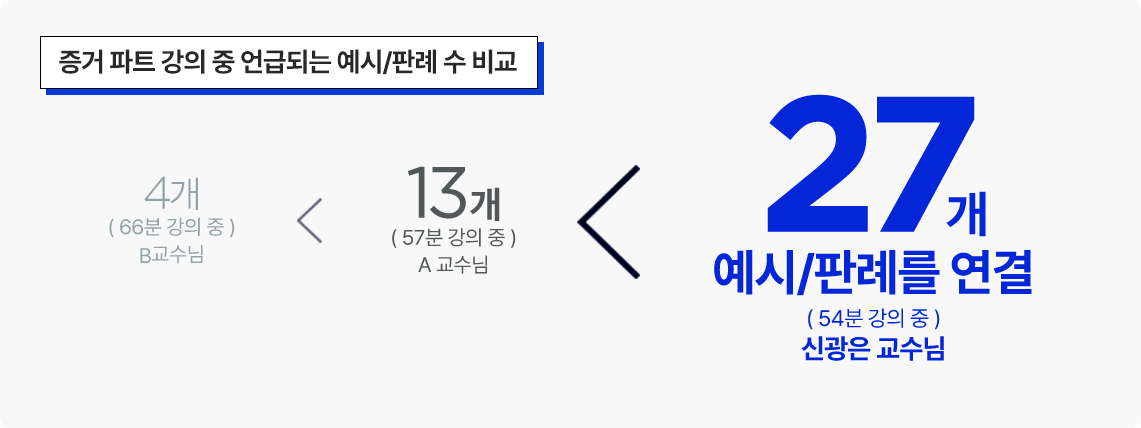 증거 파트 강의 중 언급되는 예시/판례 수 비교
4개
( 66분 강의 중 )
B교수님
13개
( 57분 강의 중 )
A 교수님
27개
예시/판례를 연결
( 54분 강의 중 )
신광은 교수님